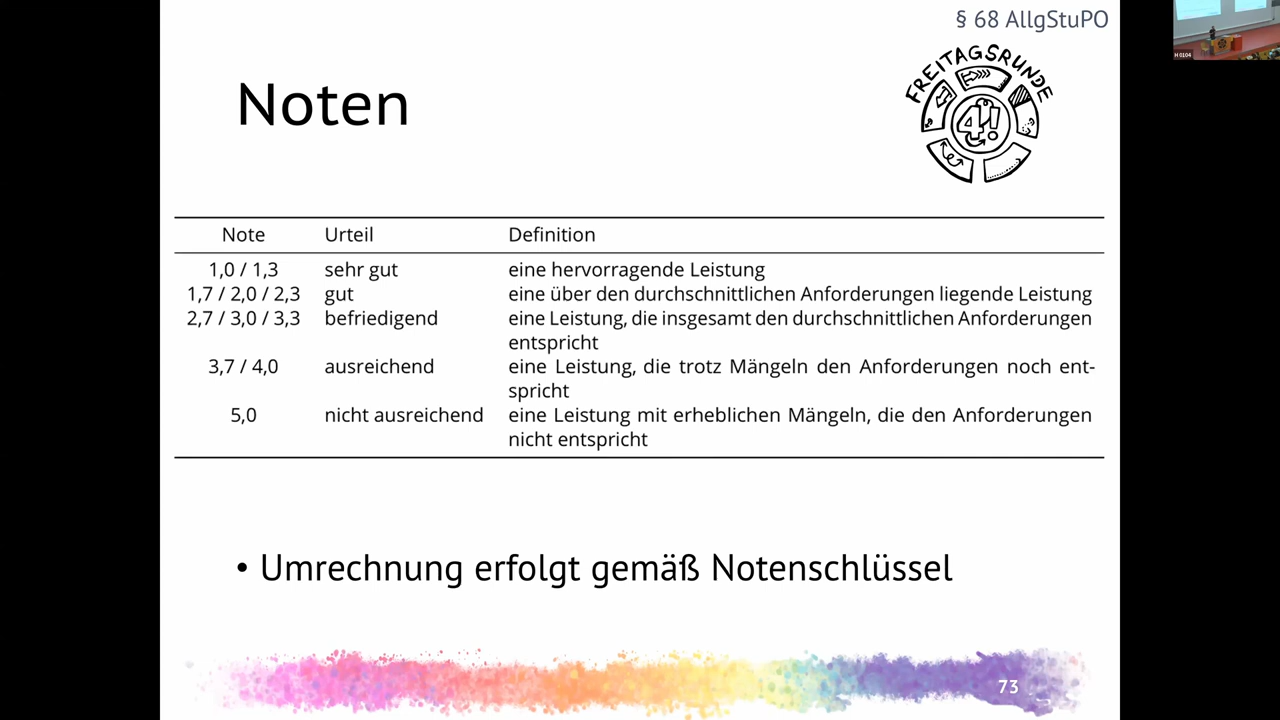 § 68 AllgStuPO
H 0104
FREITAGSRUNDE
4!
Noten
Note Urteil Definition
1,0 / 1,3 sehr gut eine hervorragende Leistung
1,7 / 2,0 / 2,3 gut eine über den durchschnittlichen Anforderungen liegende Leistung
2,7 / 3,0 / 3,3 befriedigend eine Leistung, die insgesamt den durchschnittlichen Anforderungen
entspricht
3,7 / 4,0 ausreichend eine Leistung, die trotz Mängeln den Anforderungen noch ent-
spricht
5,0 nicht ausreichend eine Leistung mit erheblichen Mängeln, die den Anforderungen
nicht entspricht
• Umrechnung erfolgt gemäß Notenschlüssel
73